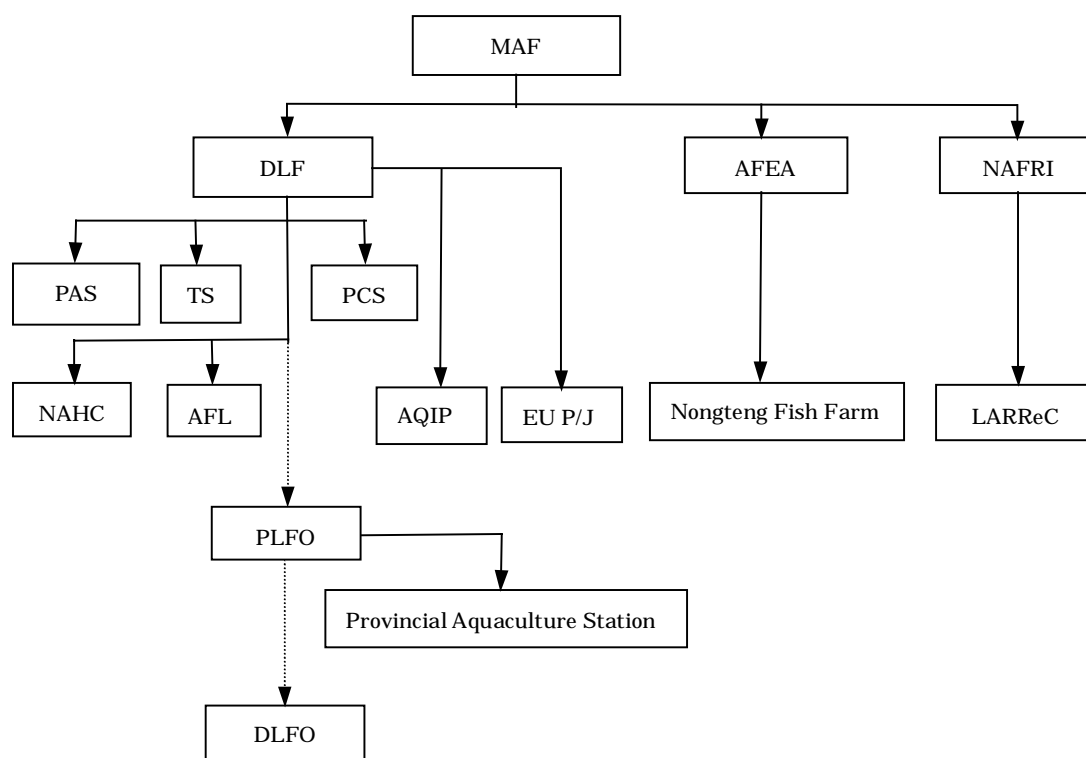 MAF
DLF
AFEA
NAFRI
PAS
TS
PCS
NAHC
AFL
AQIP
EU P/J
Nongteng Fish Farm
LARReC
PLFO
Provincial Aquaculture Station
DLFO